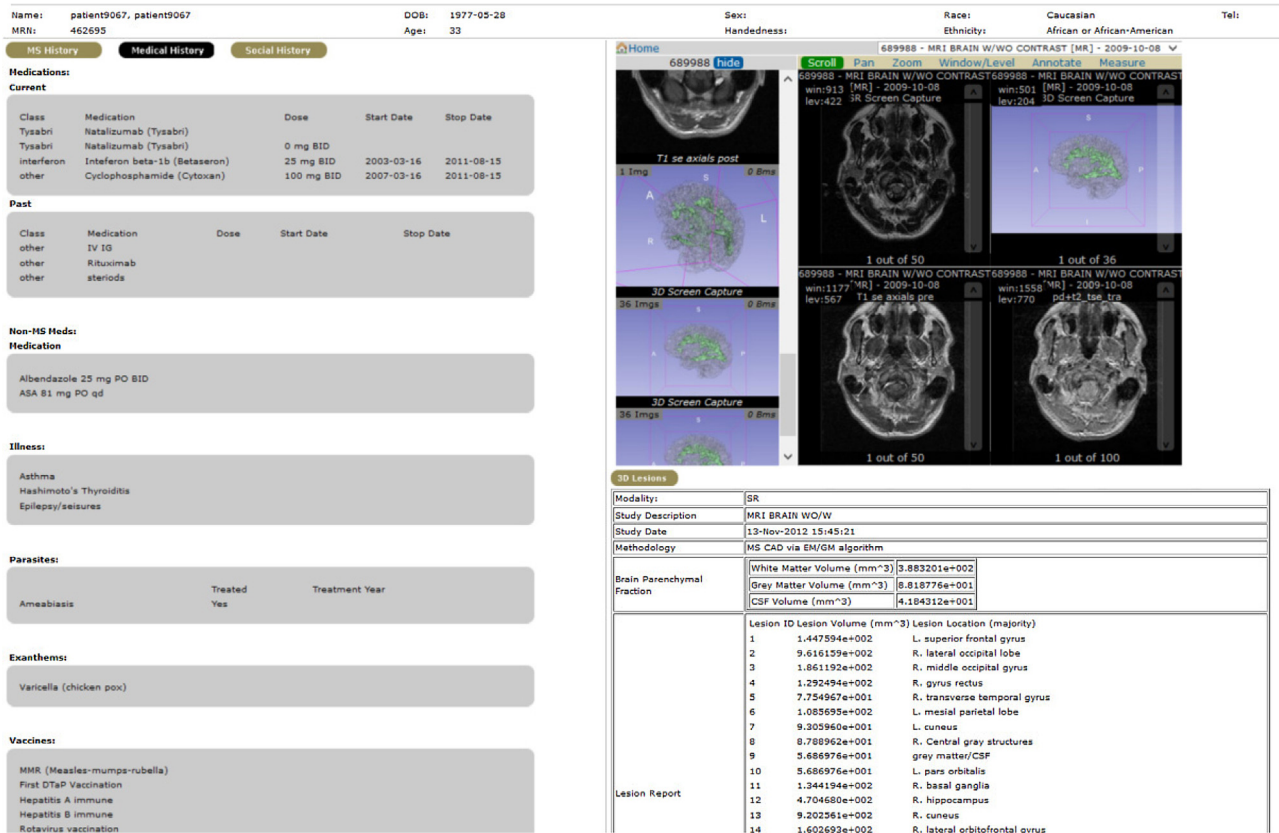 Name: patient9067, patient9067 DOB: 1977-05-28 Sex: Race: Caucasian Tel:
MRN: 462695 Age: 33 Handedness: Ethnicity: African or African-American
MS History Medical History Social History
Medications:
Current
Class Medication Dose Start Date Stop Date
Tysabri Natalizumab (Tysabri)
Tysabri Natalizumab (Tysabri) 0 mg BID
interferon Inteferon beta-1b (Betaseron) 25 mg BID 2003-03-16 2011-08-15
other Cyclophosphamide (Cytoxan) 100 mg BID 2007-03-16 2011-08-15
Past
Class Medication Dose Start Date Stop Date
other IV IG
other Rituximab
other steriods
Non-MS Meds:
Medication
Albendazole 25 mg PO BID
ASA 81 mg PO qd
Illness:
Asthma
Hashimoto's Thyroiditis
Epilepsy/seisures
Parasites:
Treated Treatment Year
Ameabiasis Yes
Exanthems:
Varicella (chicken pox)
Vaccines:
MMR (Measles-mumps-rubella)
First DTaP Vaccination
Hepatitis A immune
Hepatitis B immune
Rotavirus vaccination
Home 689988 - MRI BRAIN W/WO CONTRAST [MR] - 2009-10-08
689988 hide Scroll Pan Zoom Window/Level Annotate Measure
T1 se axials post
1 Img 0 Bms
S
A
L
R
3D Screen Capture
36 Imgs 0 Bms
S
A P
3D Screen Capture
36 Imgs 0 Bms
S
689988 - MRI BRAIN W/WO CONTRAST
win:913 [MR] - 2009-10-08
lev:422 SR Screen Capture
1 out of 50
689988 - MRI BRAIN W/WO CONTRAST
win:501 [MR] - 2009-10-08
lev:204 3D Screen Capture
S
A P
I
1 out of 36
689988 - MRI BRAIN W/WO CONTRAST
win:1177 [MR] - 2009-10-08
lev:567 T1 se axials pre
1 out of 50
689988 - MRI BRAIN W/WO CONTRAST
win:1558 [MR] - 2009-10-08
lev:770 pd+t2_tse_tra
1 out of 100
3D Lesions
Modality: SR
Study Description MRI BRAIN WO/W
Study Date 13-Nov-2012 15:45:21
Methodology MS CAD via EM/GM algorithm
Brain Parenchymal Fraction
White Matter Volume (mm^3) 3.883201e+002
Grey Matter Volume (mm^3) 8.818776e+001
CSF Volume (mm^3) 4.184312e+001
Lesion Report
Lesion ID Lesion Volume (mm^3) Lesion Location (majority)
1 1.447594e+002 L. superior frontal gyrus
2 9.616159e+002 R. lateral occipital lobe
3 1.861192e+002 R. middle occipital gyrus
4 1.292494e+002 R. gyrus rectus
5 7.754967e+001 R. transverse temporal gyrus
6 1.085695e+002 L. mesial parietal lobe
7 9.305960e+001 L. cuneus
8 8.788962e+001 R. Central gray structures
9 5.686976e+001 grey matter/CSF
10 5.686976e+001 L. pars orbitalis
11 1.344194e+002 R. basal ganglia
12 4.704680e+002 R. hippocampus
13 9.202561e+001 R. cuneus
14 1.602693e+002 R. lateral orbitofrontal gyrus